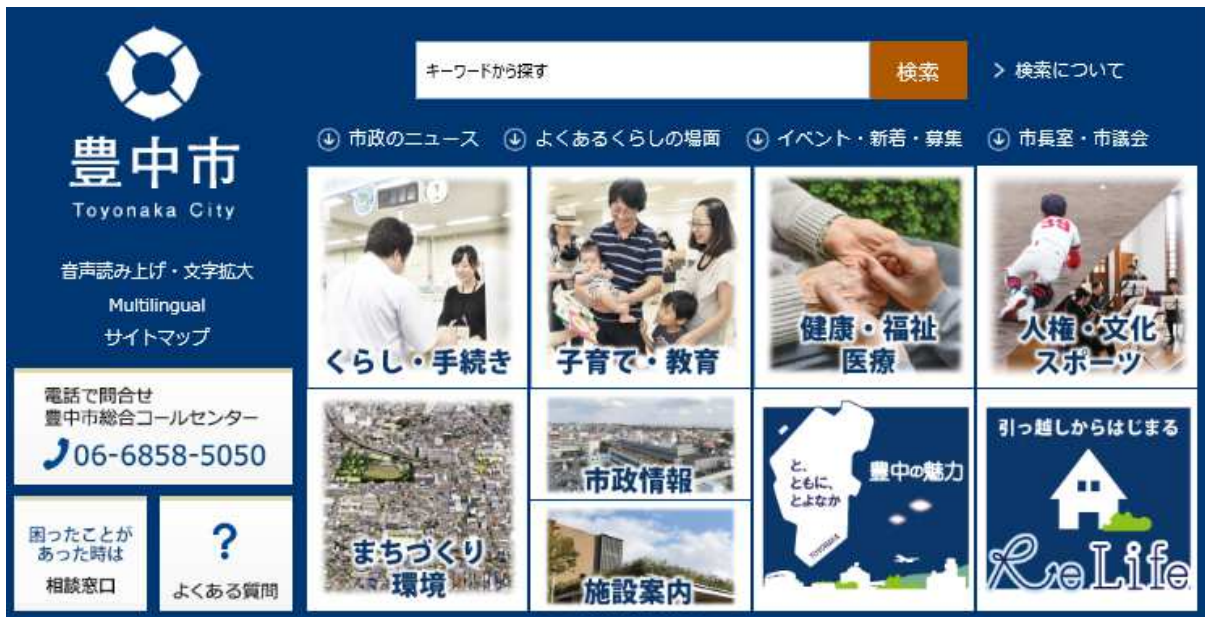 豊中市
Toyonaka City
音声読み上げ・文字拡大
Multilingual
サイトマップ
電話で問合せ
豊中市総合コールセンター
06-6858-5050
困ったことが
あった時は
相談窓口
?
よくある質問
キーワードから探す
検索
> 検索について
市政のニュース
よくあるくらしの場面
イベント・新着・募集
市長室・市議会
くらし・手続き
子育て・教育
健康・福祉
医療
39
人権・文化
スポーツ
まちづくり
環境
市政情報
施設案内
と、
ともに、
とよなか
TOYONAKA
豊中の魅力
引っ越しからはじまる
ReLife